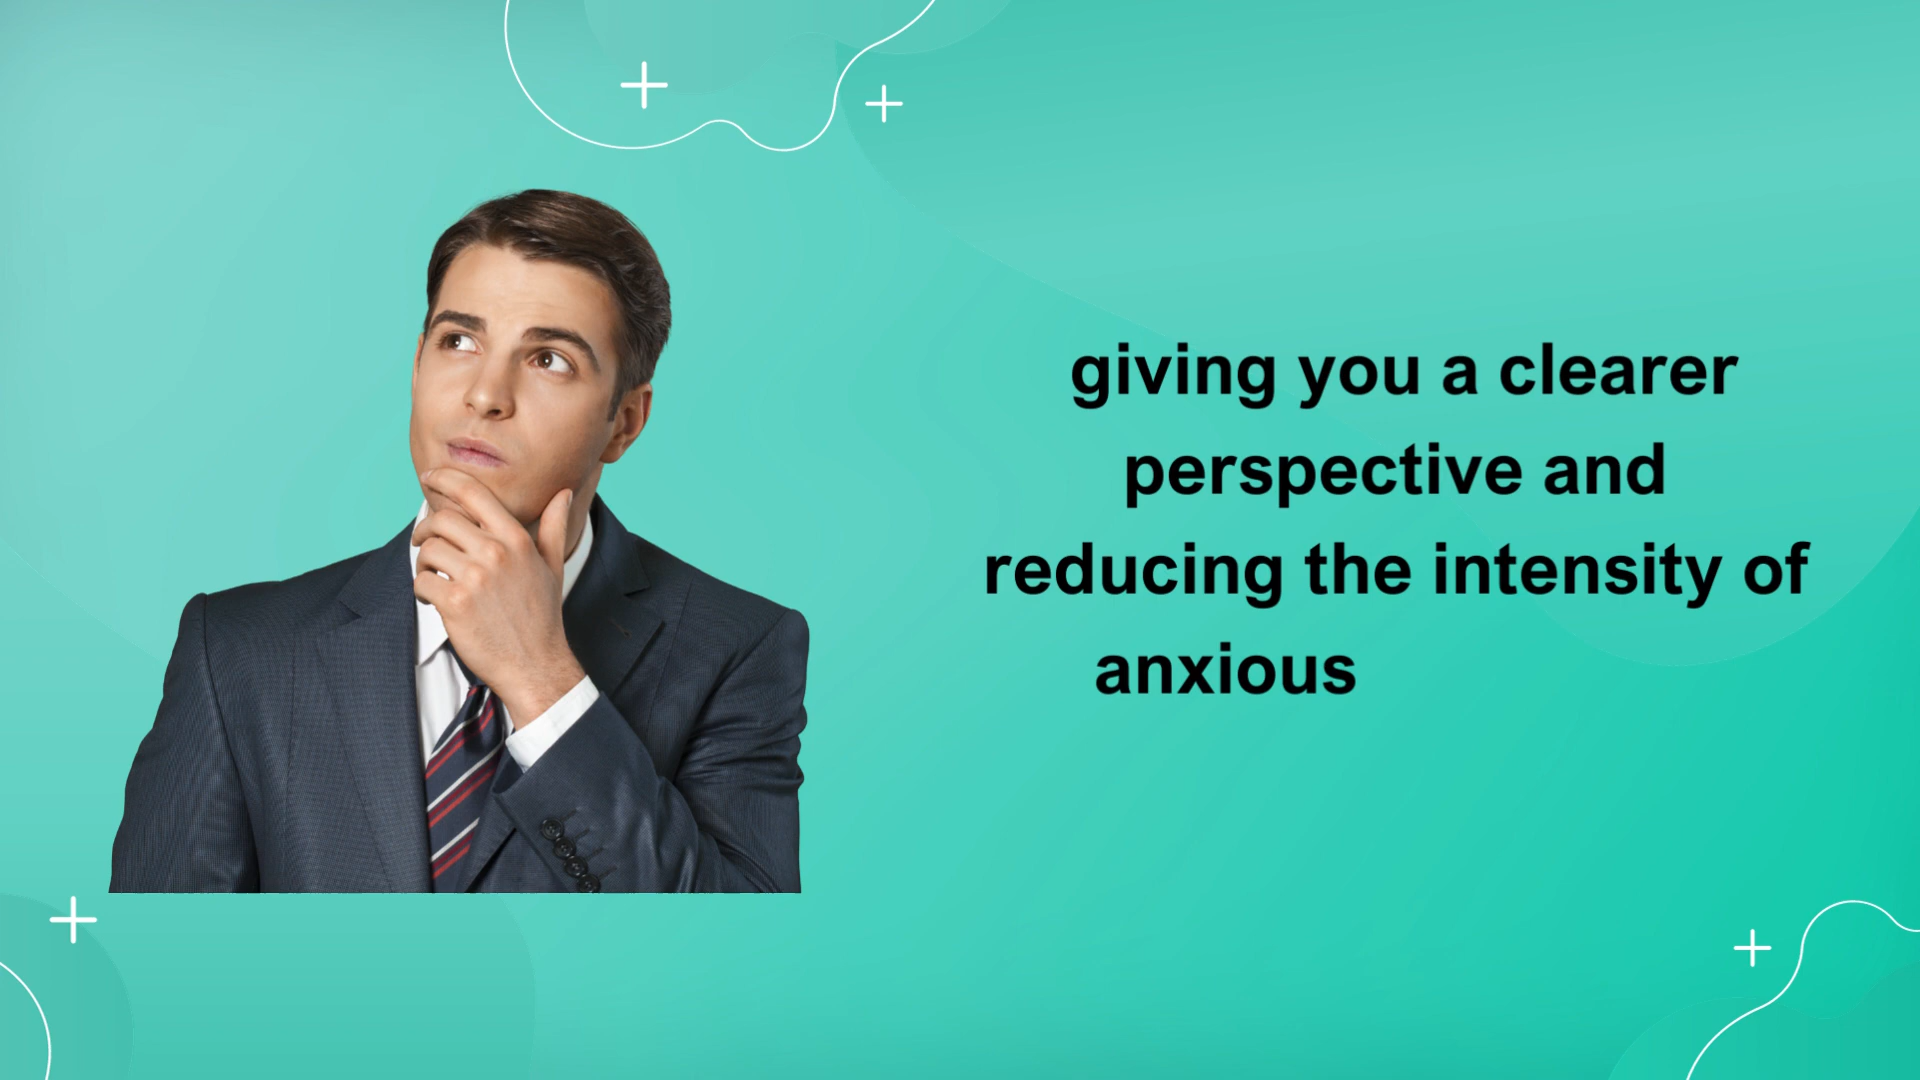 giving you a clearer
perspective and
reducing the intensity of
anxious